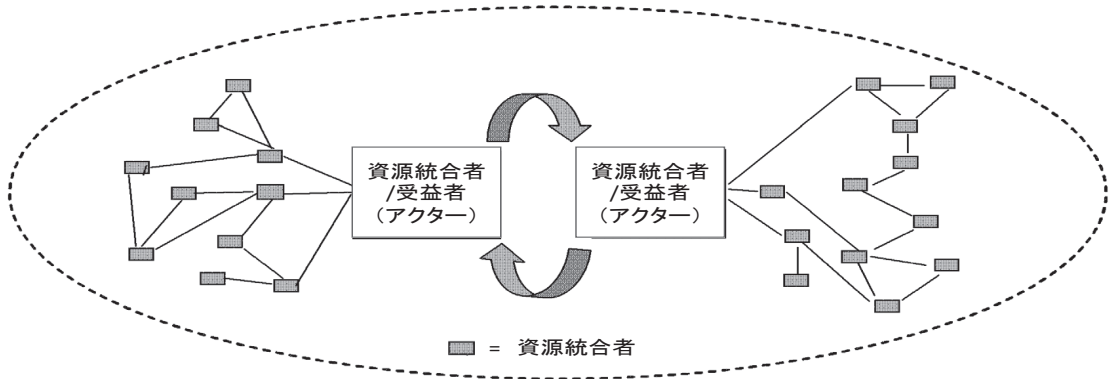 資源統合者
/受益者
（アクター）
資源統合者
/受益者
（アクター）
= 資源統合者